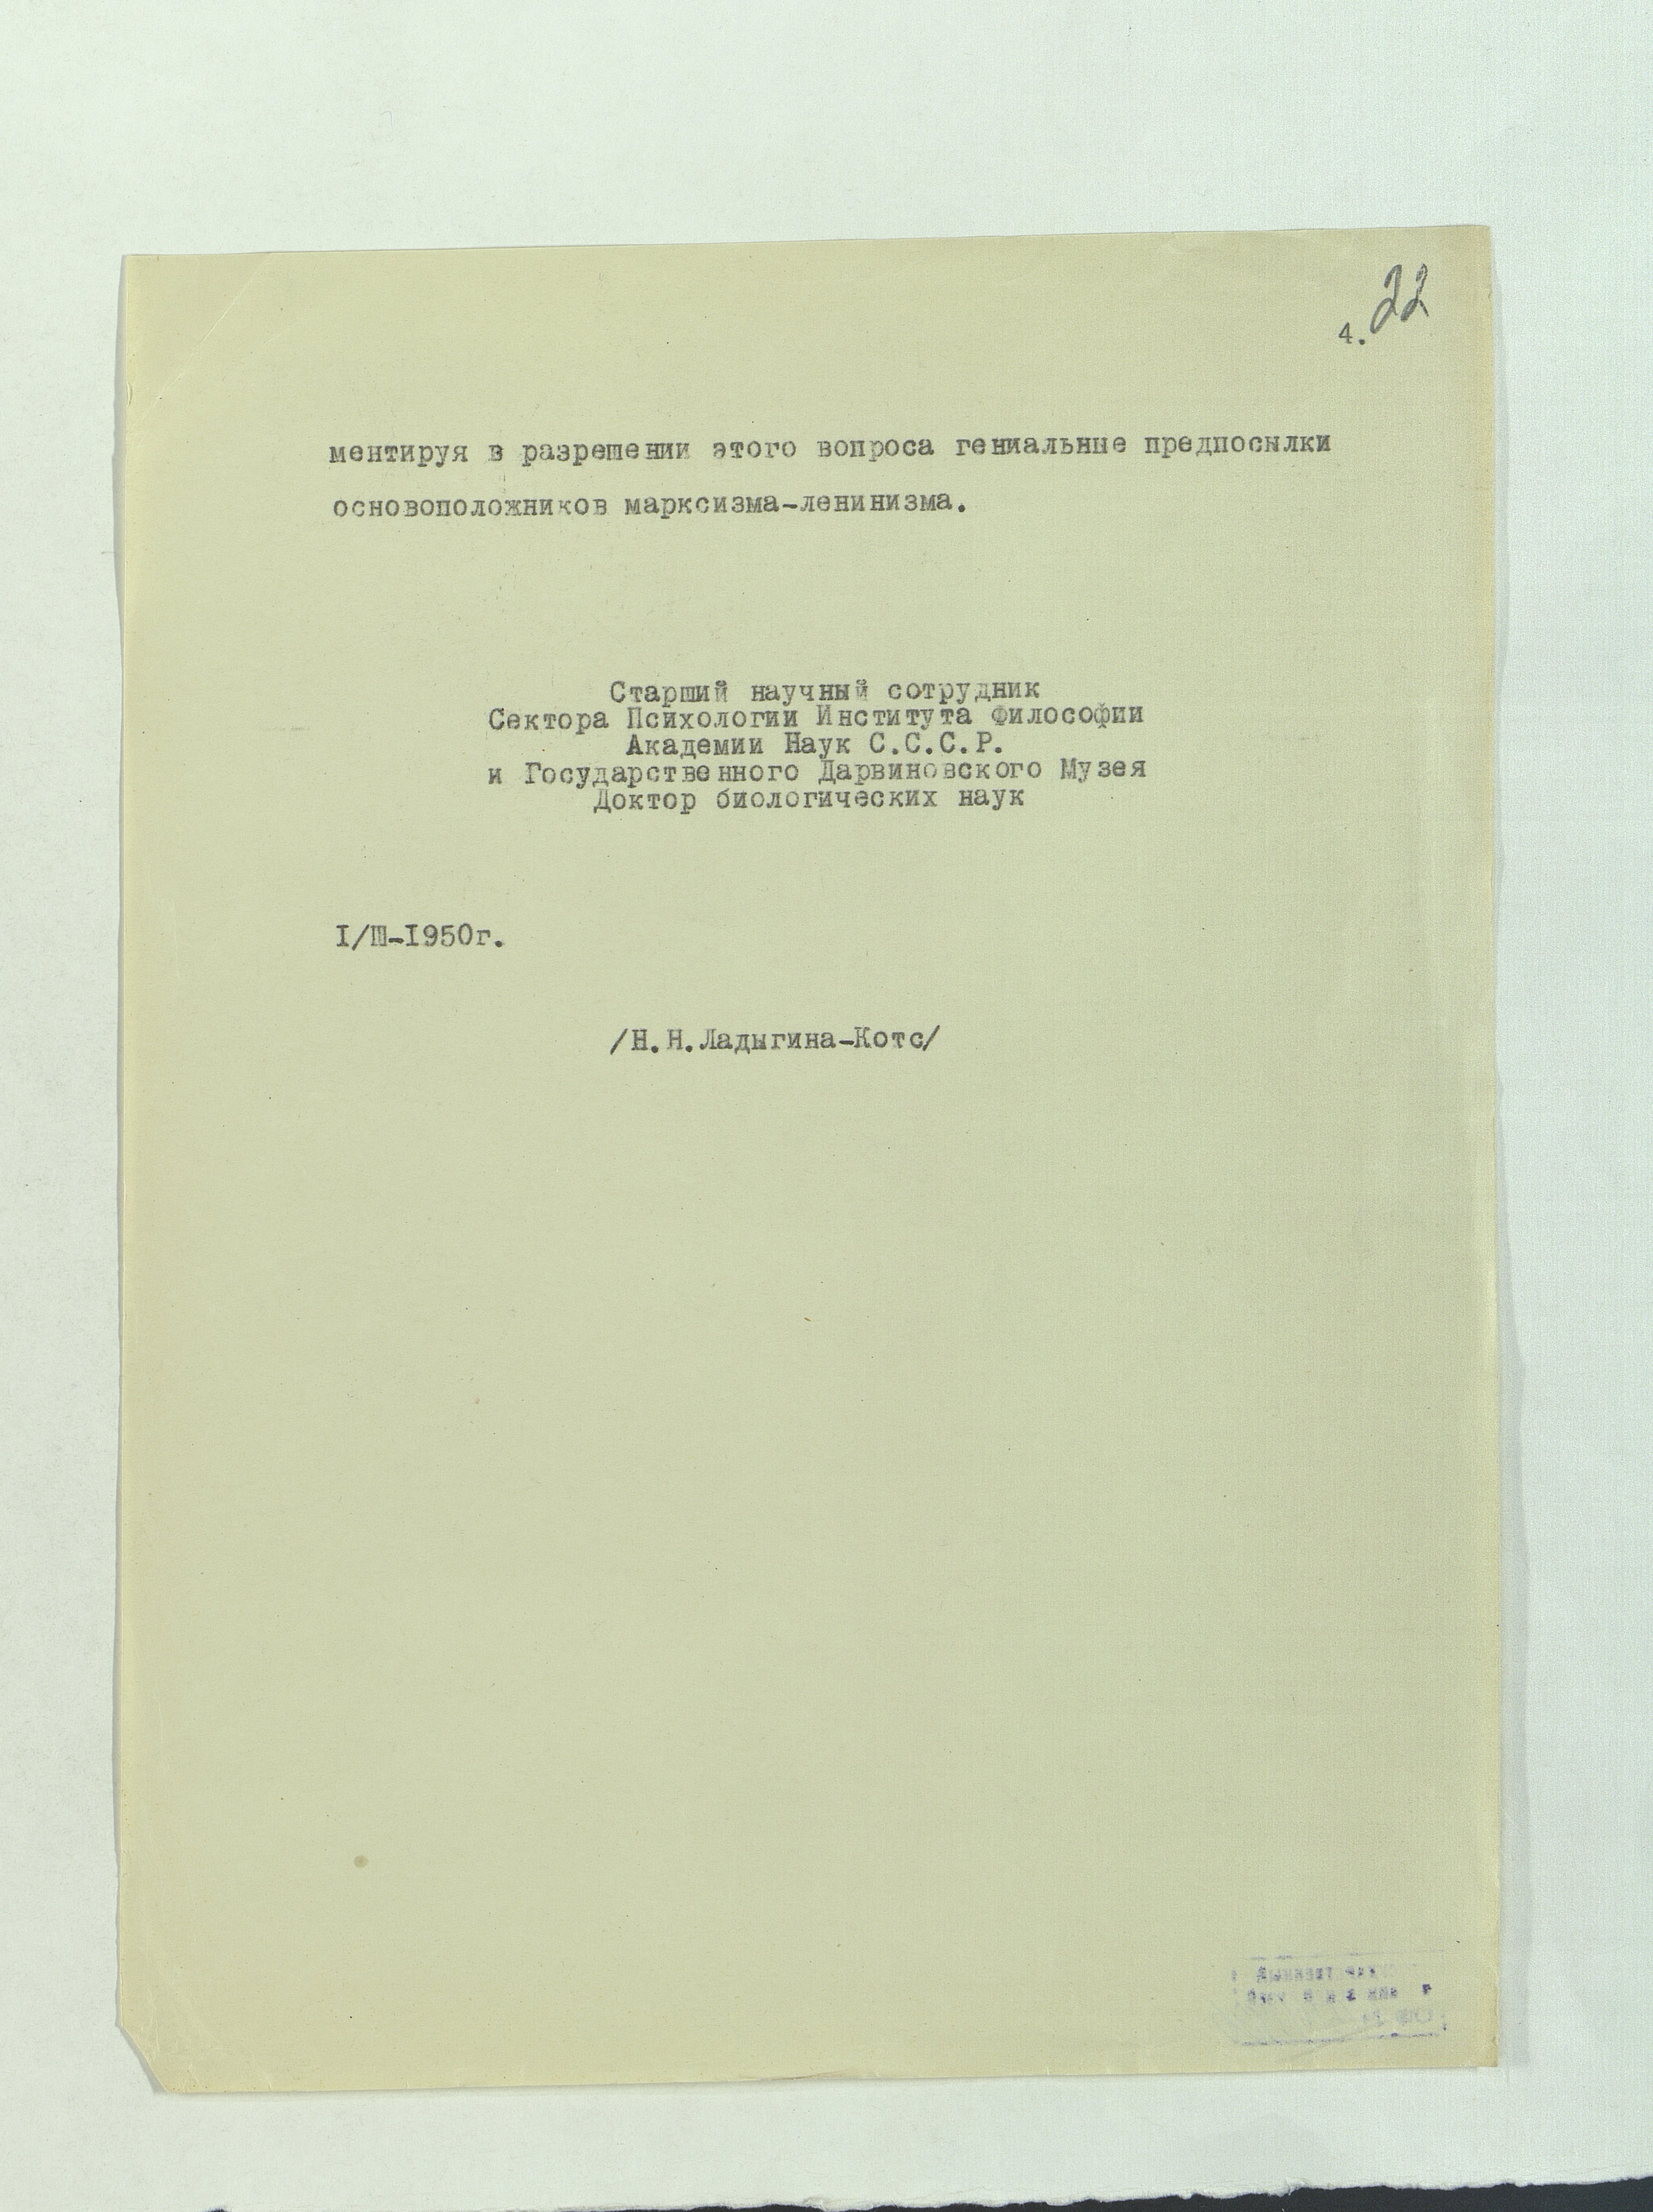 22
4.
ментируя в разрешении этого вопроса гениальные предпосылки
основоположников марксизма-ленинизма.
Старший научный сотрудник
Сектора Психологии Института Философии
Академии Наук С.С.С.Р.
и Государственного Дарвиновского Музея
Доктор биологических наук
I/Ш-1950г.
/Н.Н.Ладыгина-Котс/